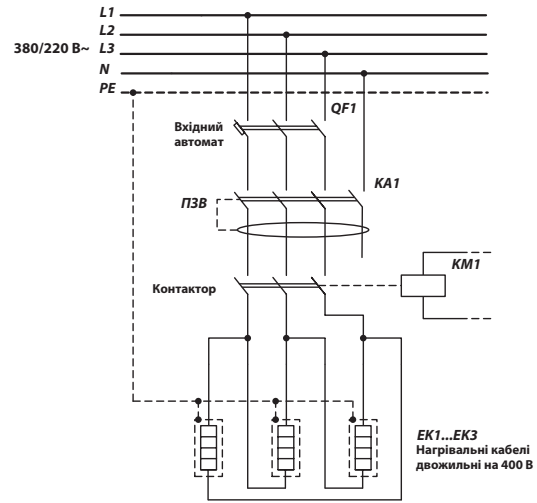 L1
L2
380/220 В~ L3
N
PE
QF1
Вхідний
автомат
KA1
ПЗВ
KM1
Контактор
EK1...EK3
Нагрівальні кабелі
двожильні на 400 В